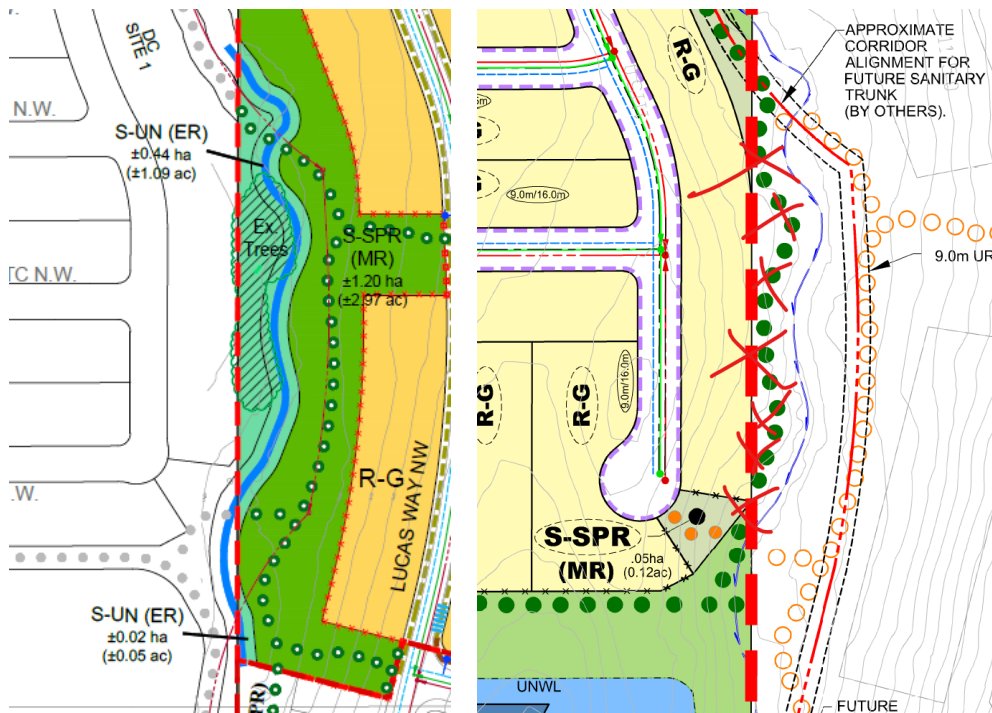 DC
SITE 1
N.W.
S-UN (ER)
±0.44 ha
(±1.09 ac)
Ex.
Trees
S-SPR
(MR)
±1.20 ha
(±2.97 ac)
TC N.W.
R-G
LUCAS WAY NW
.W.
S-UN (ER)
±0.02 ha
(±0.05 ac)
PR)
R-G
APPROXIMATE
CORRIDOR
ALIGNMENT FOR
FUTURE SANITARY
TRUNK
(BY OTHERS).
9.0m/16.0m
9.0m UR
9.0m/16.0m
R-G
R-G
S-SPR
(MR)
.05ha
(0.12ac)
UNWL
FUTURE